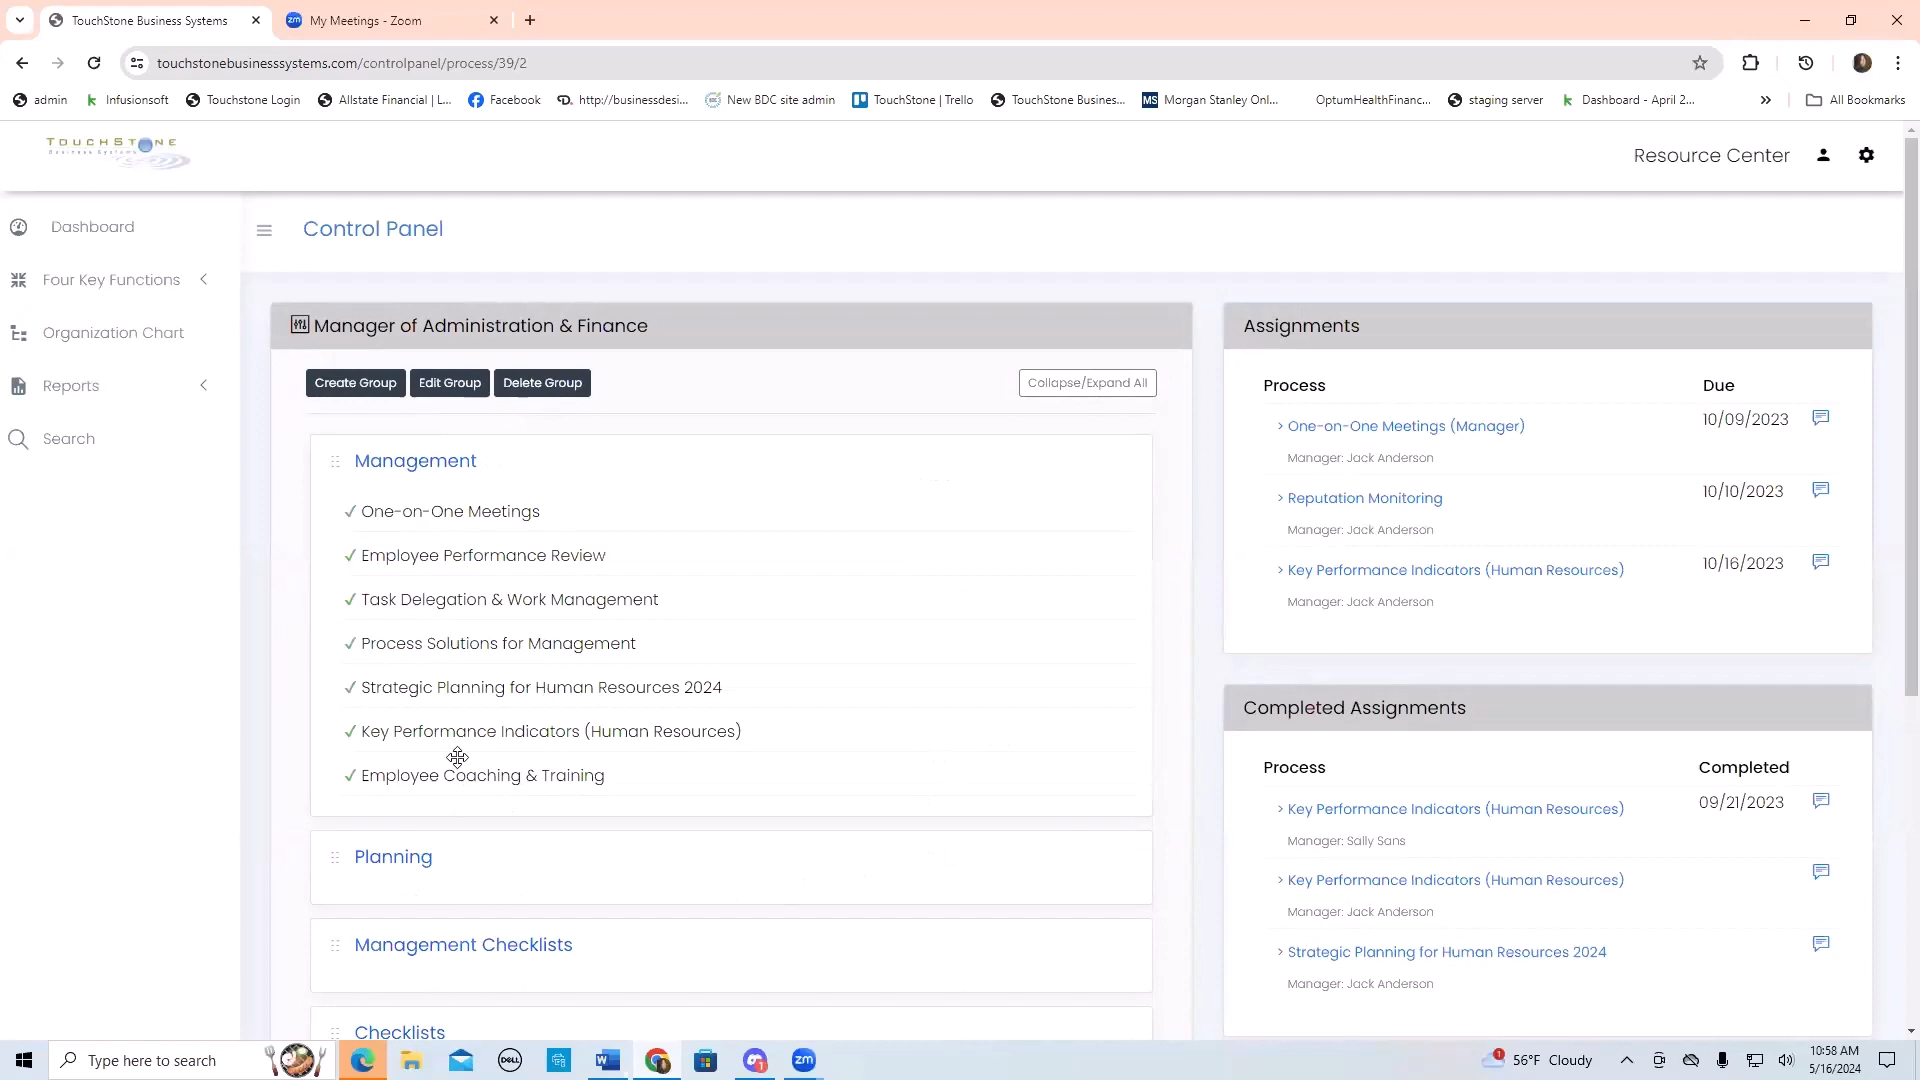 TouchStone Business Systems
My Meetings - Zoom
touchstonebusinesssystems.com/controlpanel/process/39/2
admin
Infusionsoft
Touchstone Login
Allstate Financial | L...
Facebook
http://businessdesi...
New BDC site admin
TouchStone | Trello
TouchStone Busines...
Morgan Stanley Onl...
OptumHealthFinanc...
staging server
Dashboard - April 2...
All Bookmarks
TOUCHSTONE
Business Systems
Resource Center
Dashboard
Four Key Functions
Organization Chart
Reports
Search
Control Panel
Manager of Administration & Finance
Create Group
Edit Group
Delete Group
Collapse/Expand All
Management
One-on-One Meetings
Employee Performance Review
Task Delegation & Work Management
Process Solutions for Management
Strategic Planning for Human Resources 2024
Key Performance Indicators (Human Resources)
Employee Coaching & Training
Planning
Management Checklists
Checklists
Assignments
Process Due
> One-on-One Meetings (Manager) 10/09/2023
Manager: Jack Anderson
> Reputation Monitoring 10/10/2023
Manager: Jack Anderson
> Key Performance Indicators (Human Resources) 10/16/2023
Manager: Jack Anderson
Completed Assignments
Process Completed
> Key Performance Indicators (Human Resources) 09/21/2023
Manager: Sally Sans
> Key Performance Indicators (Human Resources)
Manager: Jack Anderson
> Strategic Planning for Human Resources 2024
Manager: Jack Anderson
Type here to search
DELL
zm
1
56°F Cloudy
10:58 AM
5/16/2024